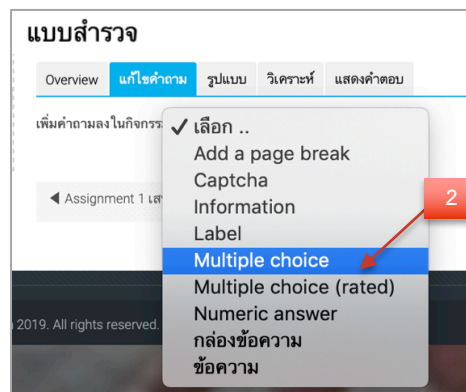 แบบสำรวจ
Overview แก้ไขคำถาม รูปแบบ วิเคราะห์ แสดงคำตอบ
เพิ่มคำถามลงในกิจกรร
✓ เลือก ..
Add a page break
Captcha
◀ Assignment 1
Information
2
Label
Multiple choice
Multiple choice (rated)
Numeric answer
2019. All rights reserved.
กล่องข้อความ
ข้อความ